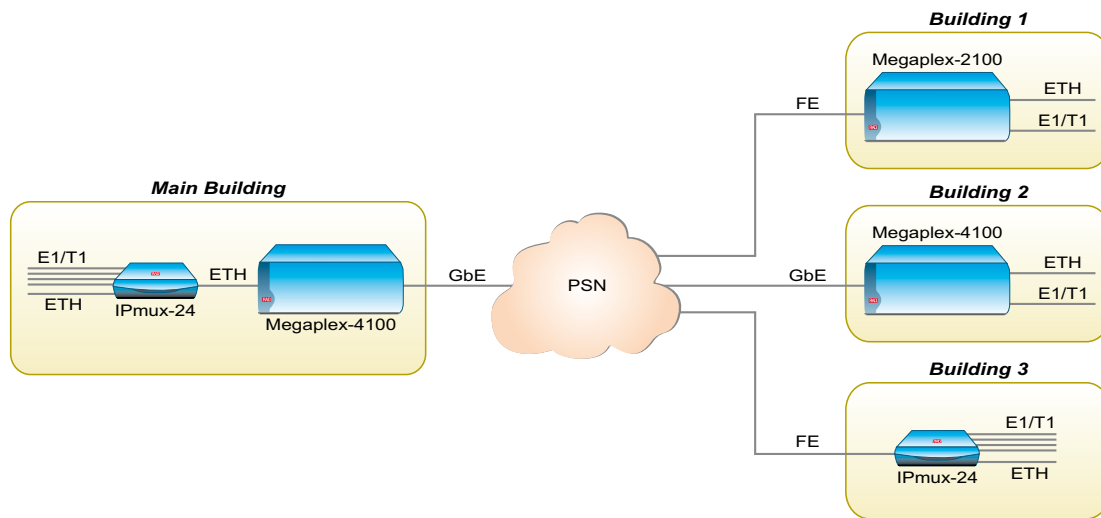 Building 1
Megaplex-2100
ETH
FE
E1/T1
Main Building
Building 2
Megaplex-4100
E1/T1
ETH
GbE
PSN
GbE
ETH
E1/T1
ETH
IPmux-24
Megaplex-4100
Building 3
E1/T1
FE
ETH
IPmux-24